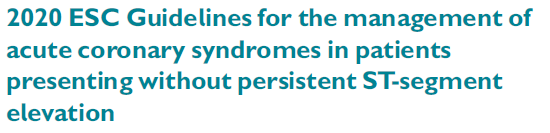 2020 ESC Guidelines for the management of
acute coronary syndromes in patients
presenting without persistent ST-segment
elevation